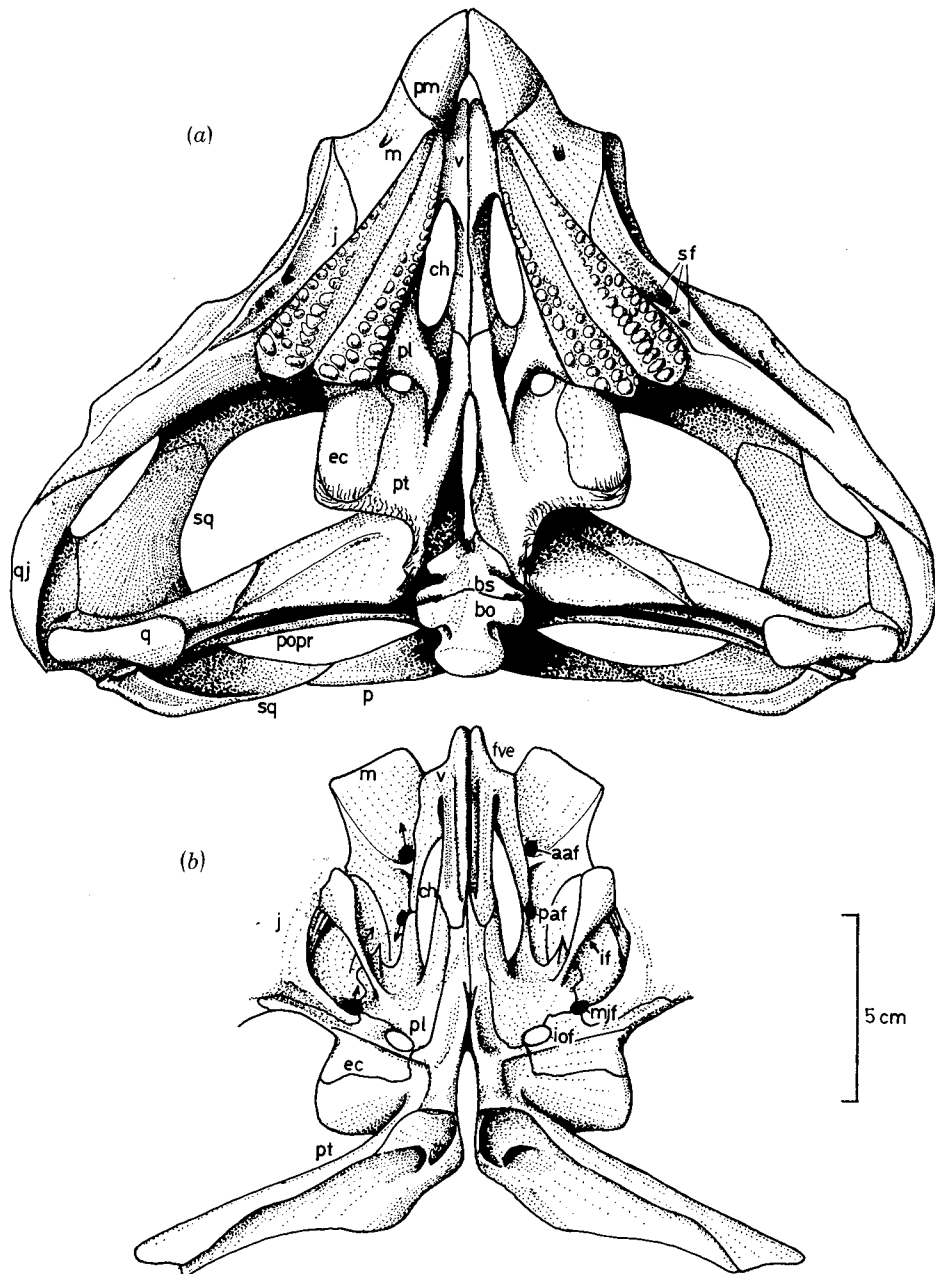 (a)
pm
m
v
j
sf
ch
pl
ec
pt
sq
qj
bs
bo
q
popr
sq
p
fve
m
v
(b)
aaf
ch
paf
j
if
5 cm
mjf
pl
iof
ec
pt